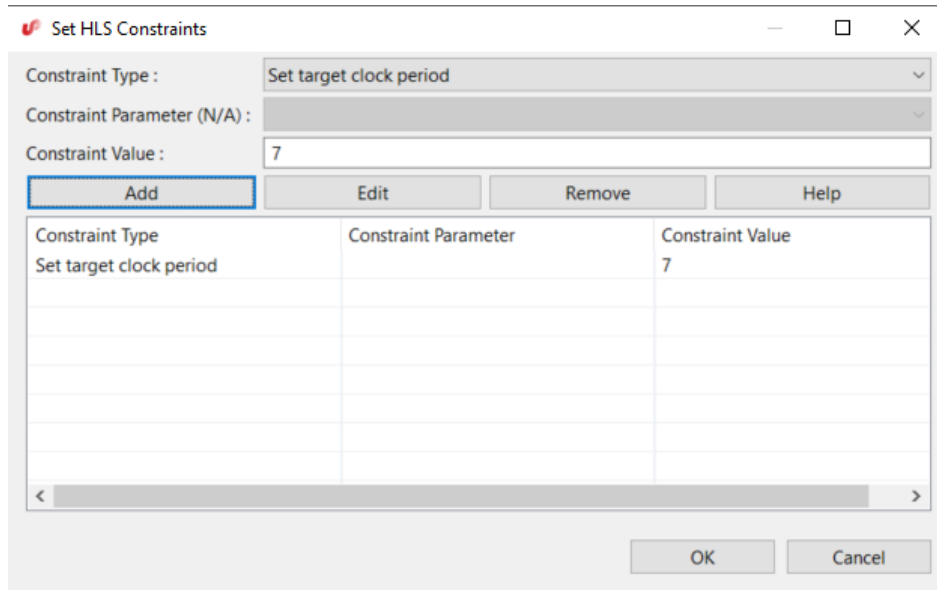 Set HLS Constraints
Constraint Type :
Set target clock period
Constraint Parameter (N/A) :
Constraint Value :
7
Add Edit Remove Help
Constraint Type Constraint Parameter Constraint Value
Set target clock period 7
OK Cancel